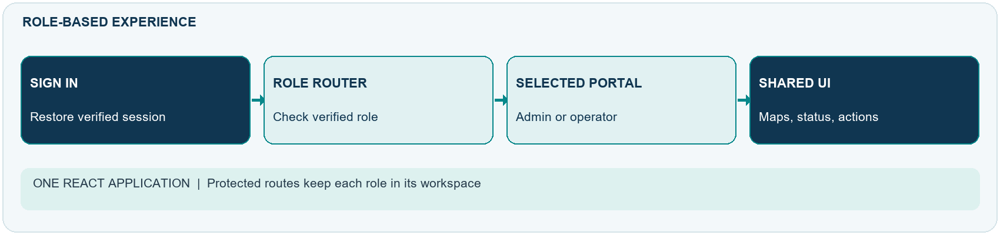 ROLE-BASED EXPERIENCE
SIGN IN
Restore verified session
ROLE ROUTER
Check verified role
SELECTED PORTAL
Admin or operator
SHARED UI
Maps, status, actions
ONE REACT APPLICATION | Protected routes keep each role in its workspace